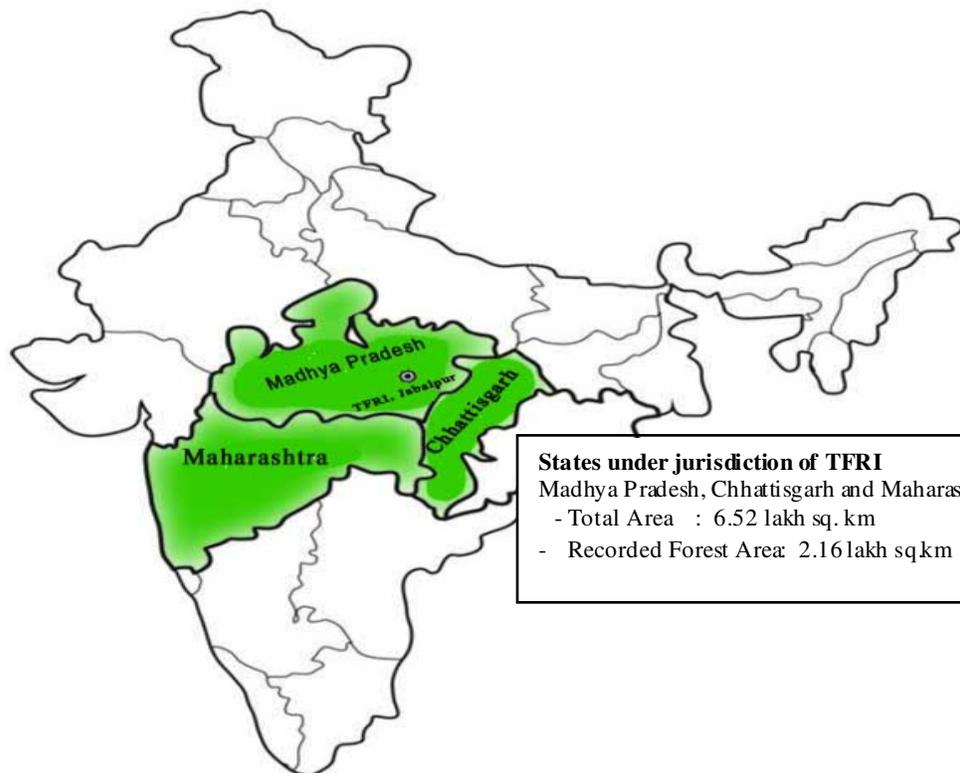 Madhya Pradesh
TFRI, Jabalpur
Chhattisgarh
Maharashtra
States under jurisdiction of TFRI
Madhya Pradesh, Chhattisgarh and Maharas
- Total Area : 6.52 lakh sq. km
- Recorded Forest Area: 2.16 lakh sq.km